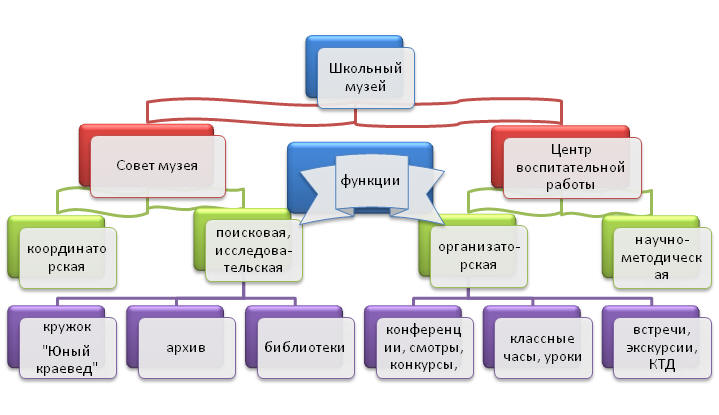 Школьный
музей
Совет музея
функции
Центр
воспитательной
работы
координато
рская
поисковая,
исследова-
тельская
организато-
рская
научно-
методическ
ая
кружок
"Юный
краевед"
архив
библиотеки
конференц
ии, смотры,
конкурсы,
классные
часы, уроки
встречи,
экскурсии,
КТД